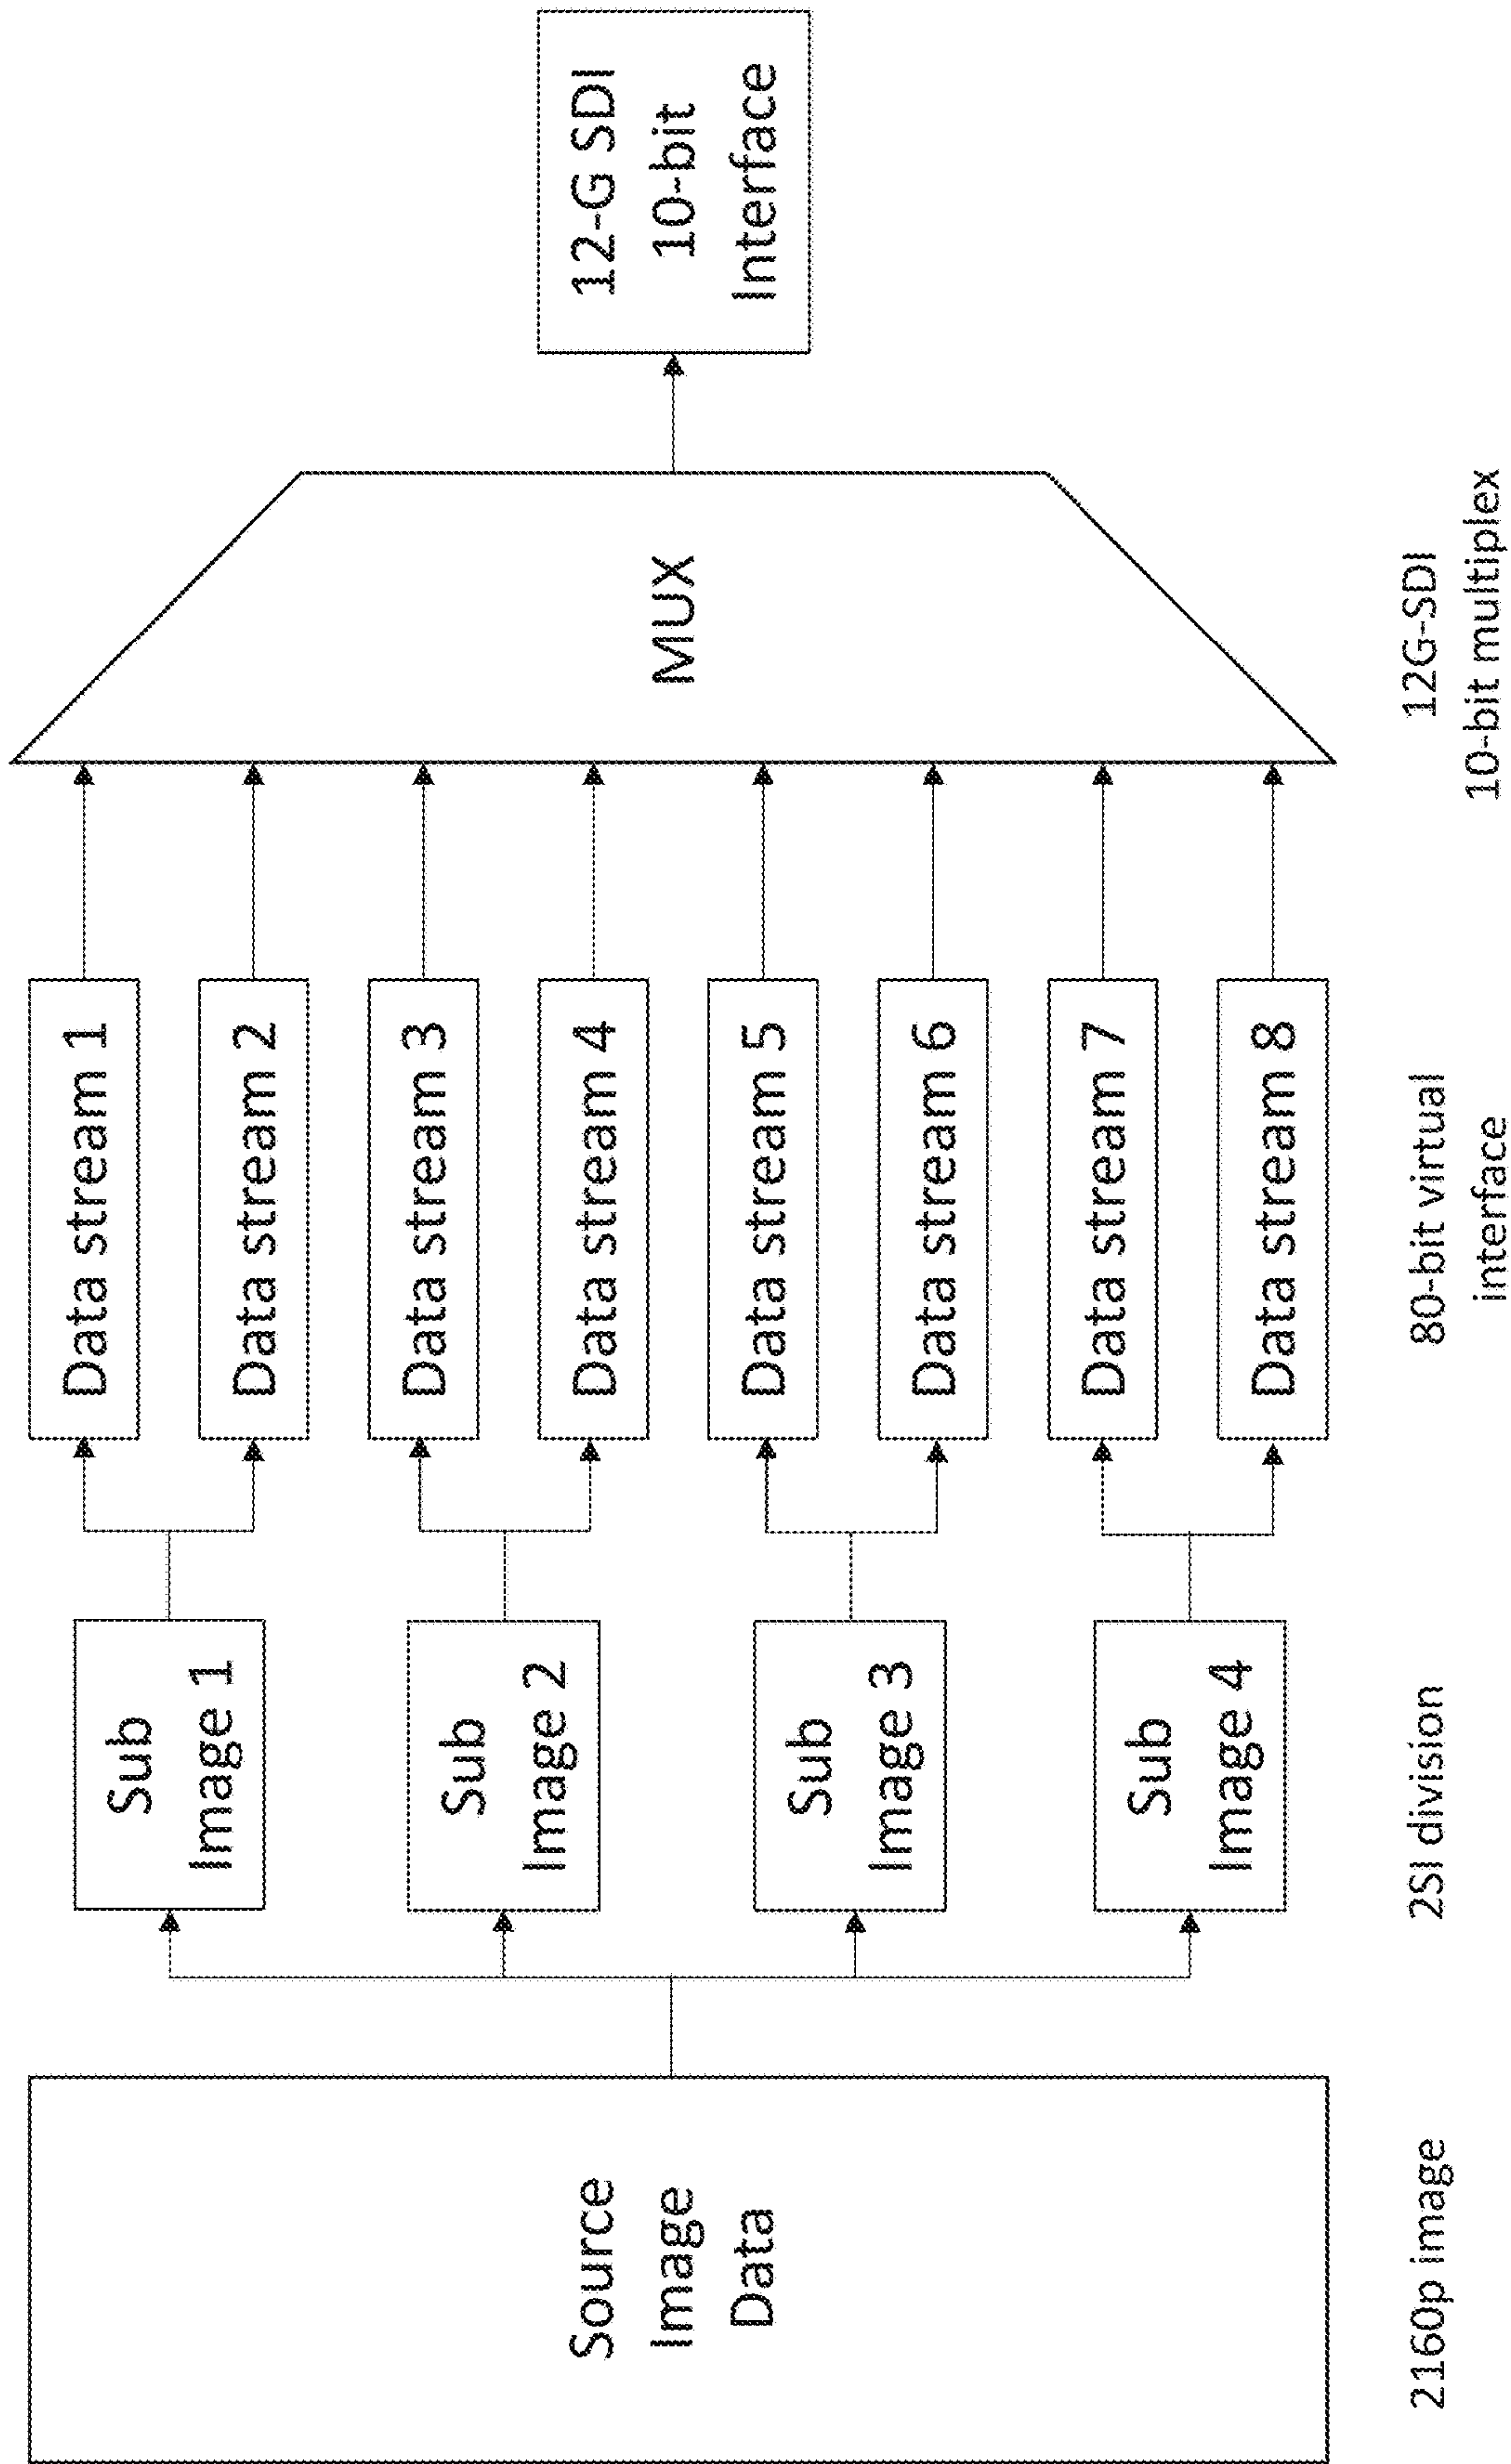 Source
Image
Data
2160p image
Sub
Image 1
Sub
Image 2
Sub
Image 3
Sub
Image 4
2SI division
Data stream 1
Data stream 2
Data stream 3
Data stream 4
Data stream 5
Data stream 6
Data stream 7
Data stream 8
80-bit virtual
interface
MUX
12G-SDI
10-bit multiplex
12-G SDI
10-bit
Interface